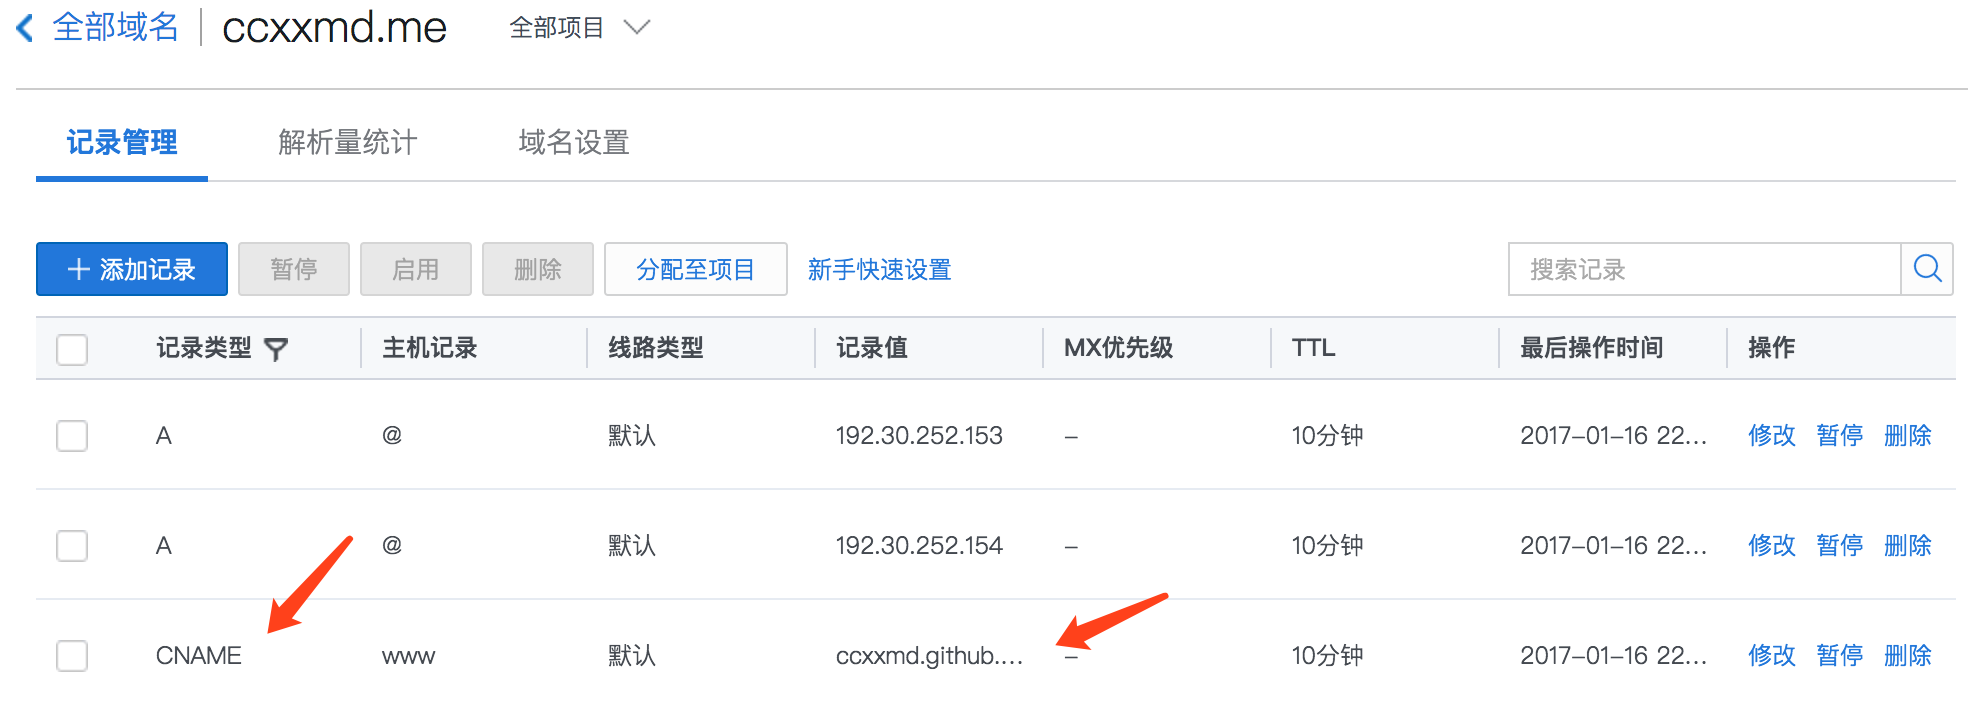 全部域名 ccxxmd.me 全部项目
记录管理 解析量统计 域名设置
添加记录 暂停 启用 删除 分配至项目 新手快速设置 搜索记录
记录类型 主机记录 线路类型 记录值 MX优先级 TTL 最后操作时间 操作
A @ 默认 192.30.252.153 – 10分钟 2017-01-16 22... 修改 暂停 删除
A @ 默认 192.30.252.154 – 10分钟 2017-01-16 22... 修改 暂停 删除
CNAME www 默认 ccxxmd.github.... – 10分钟 2017-01-16 22... 修改 暂停 删除